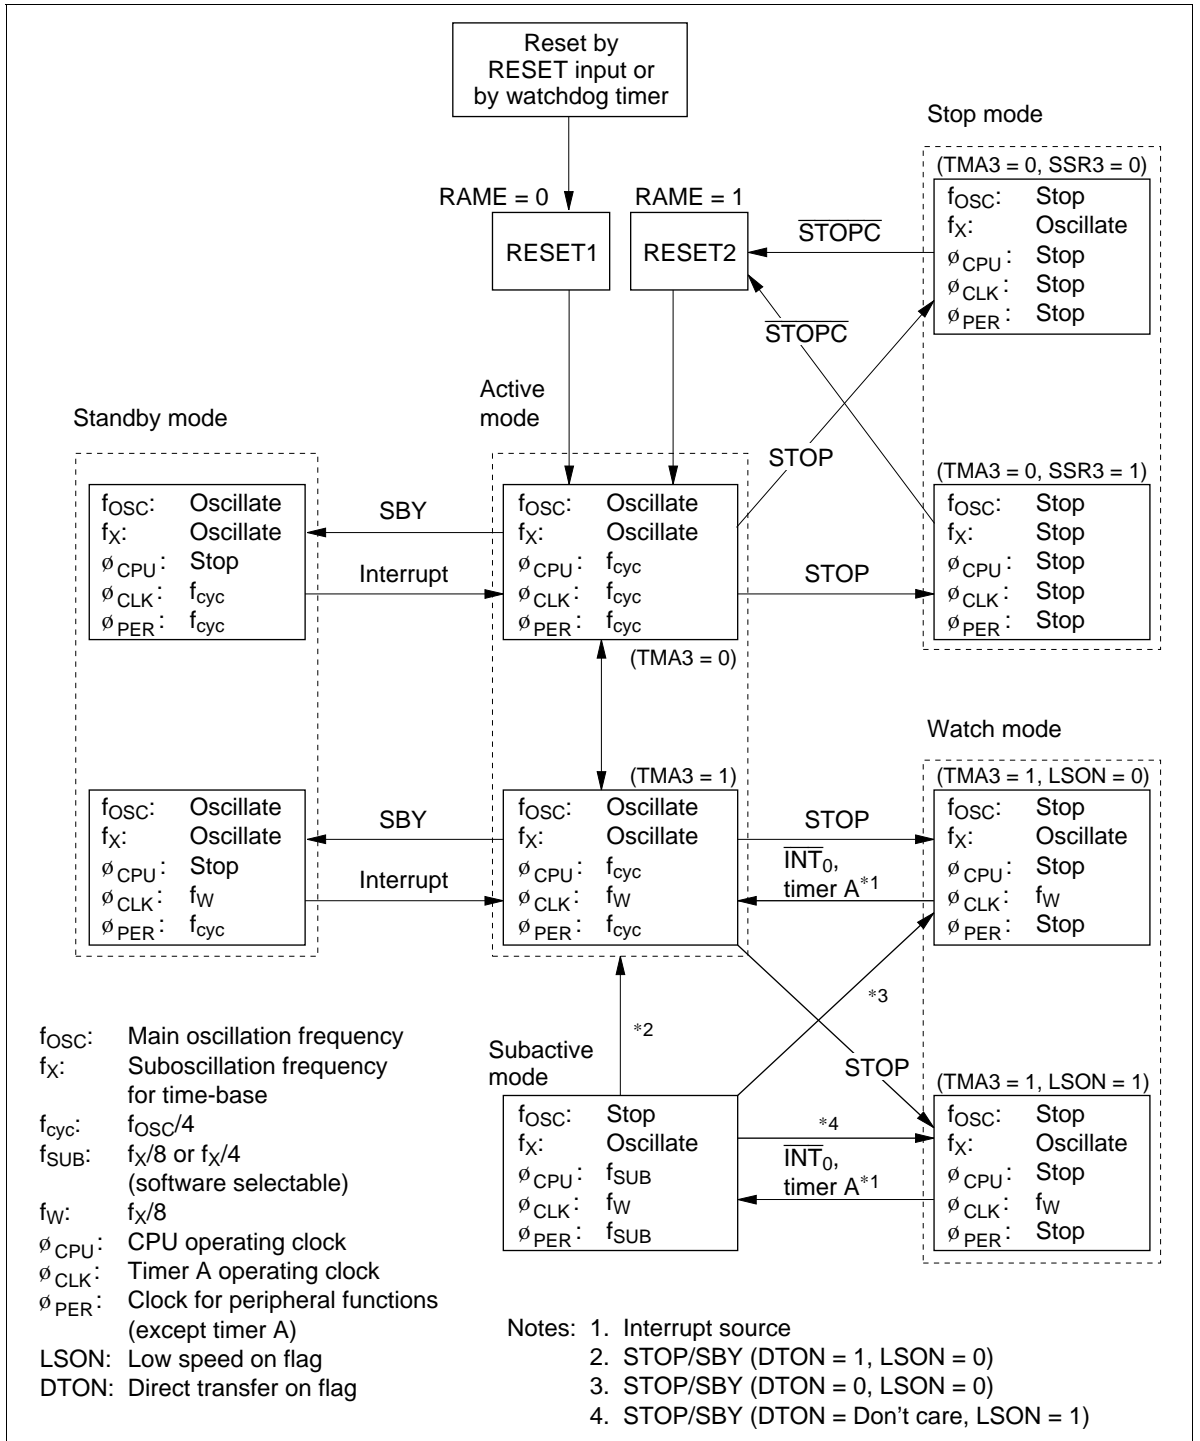 Reset by
RESET input or
by watchdog timer
Stop mode
(TMA3 = 0, SSR3 = 0)
RAME = 0
RAME = 1
fOSC: Stop
fX: Oscillate
øCPU: Stop
øCLK: Stop
øPER: Stop
RESET1
RESET2
STOPC
STOPC
Active
mode
Standby mode
STOP
(TMA3 = 0, SSR3 = 1)
fOSC: Oscillate
fX: Oscillate
øCPU: Stop
øCLK: fcyc
øPER: fcyc
SBY
Interrupt
fOSC: Oscillate
fX: Oscillate
øCPU: fcyc
øCLK: fcyc
øPER: fcyc
(TMA3 = 0)
STOP
fOSC: Stop
fX: Stop
øCPU: Stop
øCLK: Stop
øPER: Stop
Watch mode
(TMA3 = 1)
(TMA3 = 1, LSON = 0)
fOSC: Oscillate
fX: Oscillate
øCPU: Stop
øCLK: fW
øPER: fcyc
SBY
Interrupt
fOSC: Oscillate
fX: Oscillate
øCPU: fcyc
øCLK: fW
øPER: fcyc
STOP
INT0,
timer A*1
fOSC: Stop
fX: Oscillate
øCPU: Stop
øCLK: fW
øPER: Stop
*3
*2
Subactive
mode
STOP
(TMA3 = 1, LSON = 1)
fOSC: Stop
fX: Oscillate
øCPU: fSUB
øCLK: fW
øPER: fSUB
*4
INT0,
timer A*1
fOSC: Stop
fX: Oscillate
øCPU: Stop
øCLK: fW
øPER: Stop
fOSC: Main oscillation frequency
fX: Suboscillation frequency
for time-base
fcyc: fOSC/4
fSUB: fX/8 or fX/4
(software selectable)
fW: fX/8
øCPU: CPU operating clock
øCLK: Timer A operating clock
øPER: Clock for peripheral functions
(except timer A)
LSON: Low speed on flag
DTON: Direct transfer on flag
Notes: 1. Interrupt source
2. STOP/SBY (DTON = 1, LSON = 0)
3. STOP/SBY (DTON = 0, LSON = 0)
4. STOP/SBY (DTON = Don't care, LSON = 1)